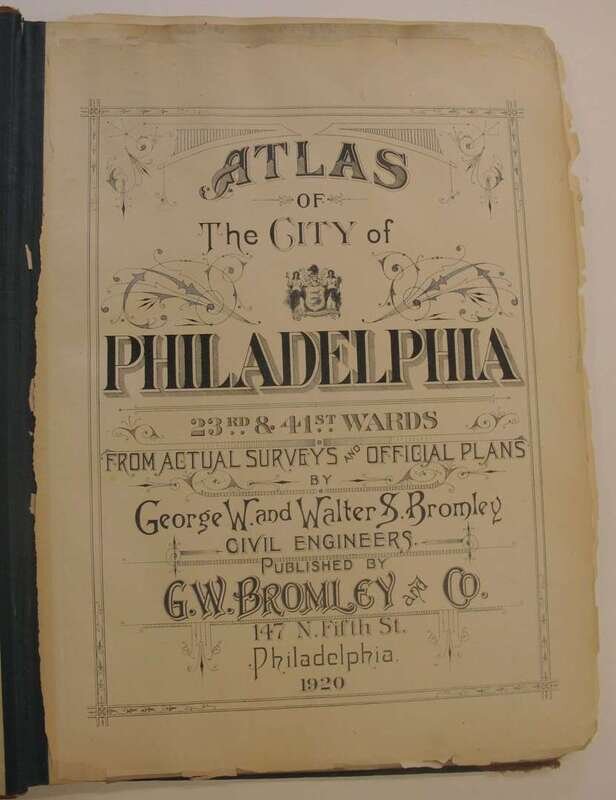 ATLAS
OF
The CITY of
PHILADELPHIA
23RD. & 41ST. WARDS
FROM ACTUAL SURVEYS AND OFFICIAL PLANS
BY
George W. and Walter S. Bromley
CIVIL ENGINEERS.
PUBLISHED BY
G.W. BROMLEY and CO.
147 N. Fifth St.
Philadelphia.
1920